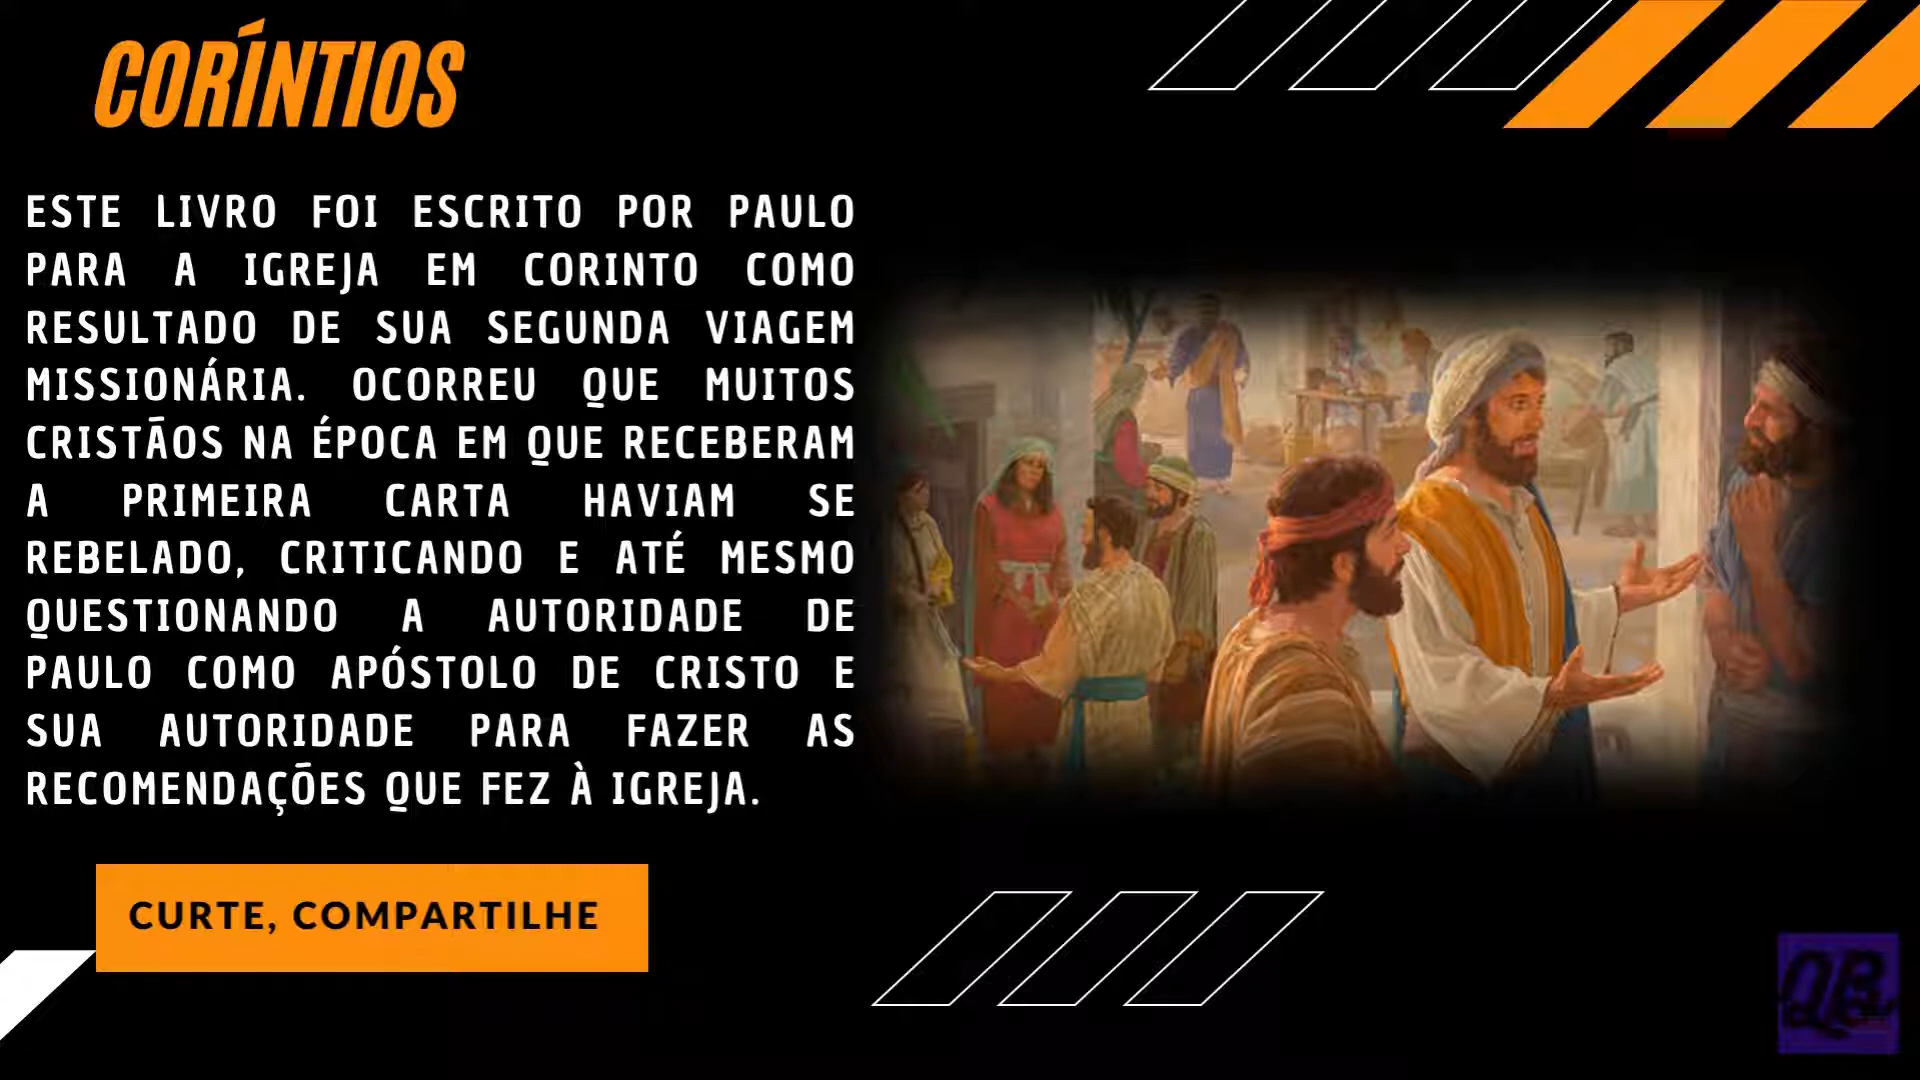 CORÍNTIOS
ESTE LIVRO FOI ESCRITO POR PAULO
PARA A IGREJA EM CORINTO COMO
RESULTADO DE SUA SEGUNDA VIAGEM
MISSIONÁRIA. OCORREU QUE MUITOS
CRISTÃOS NA ÉPOCA EM QUE RECEBERAM
A PRIMEIRA CARTA HAVIAM SE
REBELADO, CRITICANDO E ATÉ MESMO
QUESTIONANDO A AUTORIDADE DE
PAULO COMO APÓSTOLO DE CRISTO E
SUA AUTORIDADE PARA FAZER AS
RECOMENDAÇÕES QUE FEZ À IGREJA.
CURTE, COMPARTILHE
QB